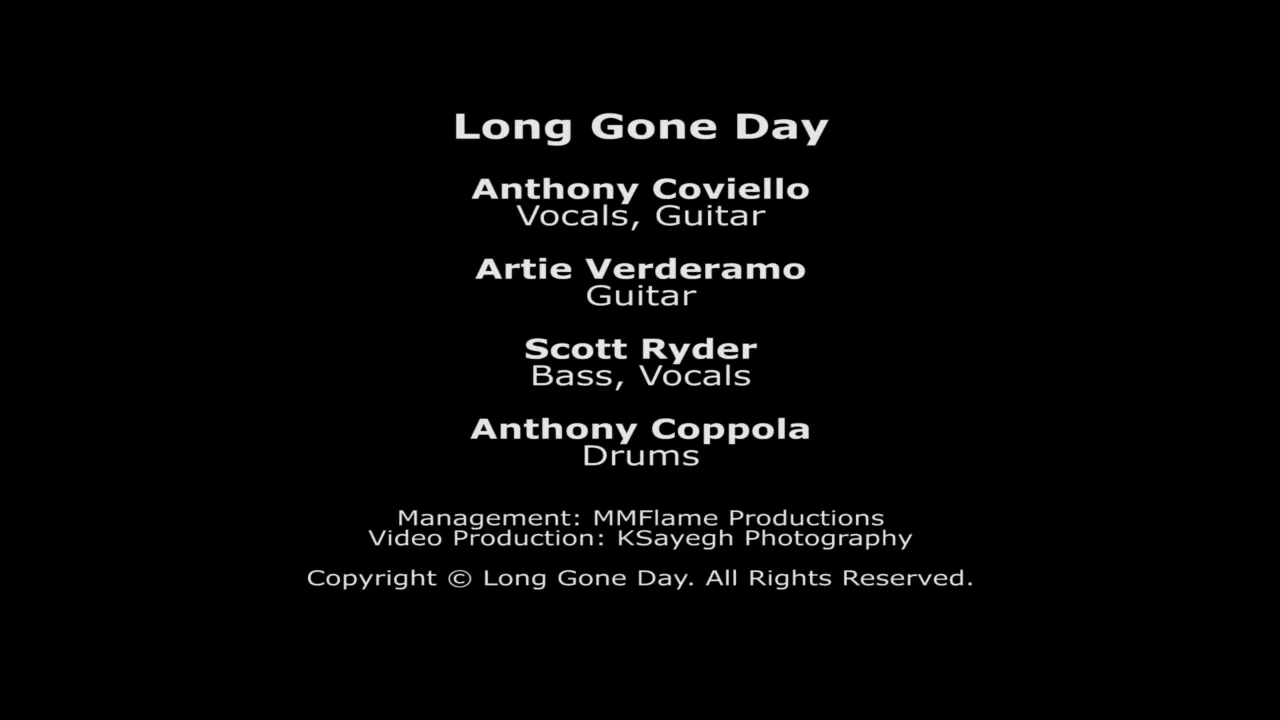 Long Gone Day
Anthony Coviello
Vocals, Guitar
Artie Verderamo
Guitar
Scott Ryder
Bass, Vocals
Anthony Coppola
Drums
Management: MMFlame Productions
Video Production: KSayegh Photography
Copyright © Long Gone Day. All Rights Reserved.